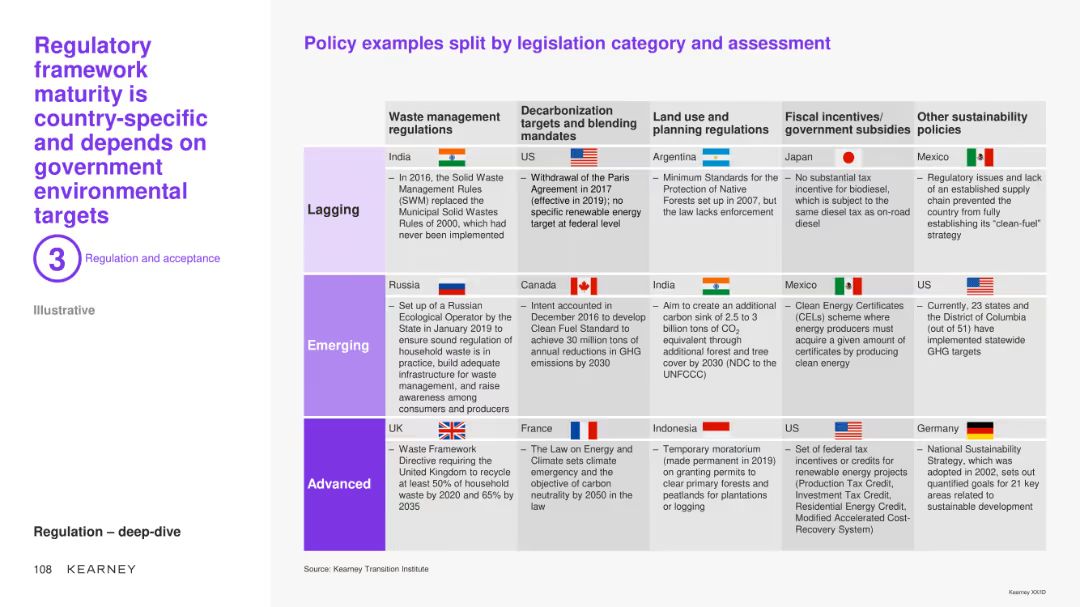 Regulatory
framework
maturity is
country-specific
and depends on
government
environmental
targets
3
Regulation and acceptance
Illustrative
Regulation – deep-dive
108 KEARNEY
Policy examples split by legislation category and assessment
Waste management
regulations
Decarbonization
targets and blending
mandates
Land use and
planning regulations
Fiscal incentives/
government subsidies
Other sustainability
policies
Lagging
India
– In 2016, the Solid Waste
Management Rules
(SWM) replaced the
Municipal Solid Wastes
Rules of 2000, which had
never been implemented
US
– Withdrawal of the Paris
Agreement in 2017
(effective in 2019); no
specific renewable energy
target at federal level
Argentina
– Minimum Standards for the
Protection of Native
Forests set up in 2007, but
the law lacks enforcement
Japan
– No substantial tax
incentive for biodiesel,
which is subject to the
same diesel tax as on-road
diesel
Mexico
– Regulatory issues and lack
of an established supply
chain prevented the
country from fully
establishing its “clean-fuel”
strategy
Emerging
Russia
– Set up of a Russian
Ecological Operator by the
State in January 2019 to
ensure sound regulation of
household waste is in
practice, build adequate
infrastructure for waste
management, and raise
awareness among
consumers and producers
Canada
– Intent accounted in
December 2016 to develop
Clean Fuel Standard to
achieve 30 million tons of
annual reductions in GHG
emissions by 2030
India
– Aim to create an additional
carbon sink of 2.5 to 3
billion tons of CO₂
equivalent through
additional forest and tree
cover by 2030 (NDC to the
UNFCCC)
Mexico
– Clean Energy Certificates
(CELs) scheme where
energy producers must
acquire a given amount of
certificates by producing
clean energy
US
– Currently, 23 states and
the District of Columbia
(out of 51) have
implemented statewide
GHG targets
Advanced
UK
– Waste Framework
Directive requiring the
United Kingdom to recycle
at least 50% of household
waste by 2020 and 65% by
2035
France
– The Law on Energy and
Climate sets climate
emergency and the
objective of carbon
neutrality by 2050 in the
law
Indonesia
– Temporary moratorium
(made permanent in 2019)
on granting permits to
clear primary forests and
peatlands for plantations
or logging
US
– Set of federal tax
incentives or credits for
renewable energy projects
(Production Tax Credit,
Investment Tax Credit,
Residential Energy Credit,
Modified Accelerated Cost-
Recovery System)
Germany
– National Sustainability
Strategy, which was
adopted in 2002, sets out
quantified goals for 21 key
areas related to
sustainable development
Source: Kearney Transition Institute
Kearney XX/ID